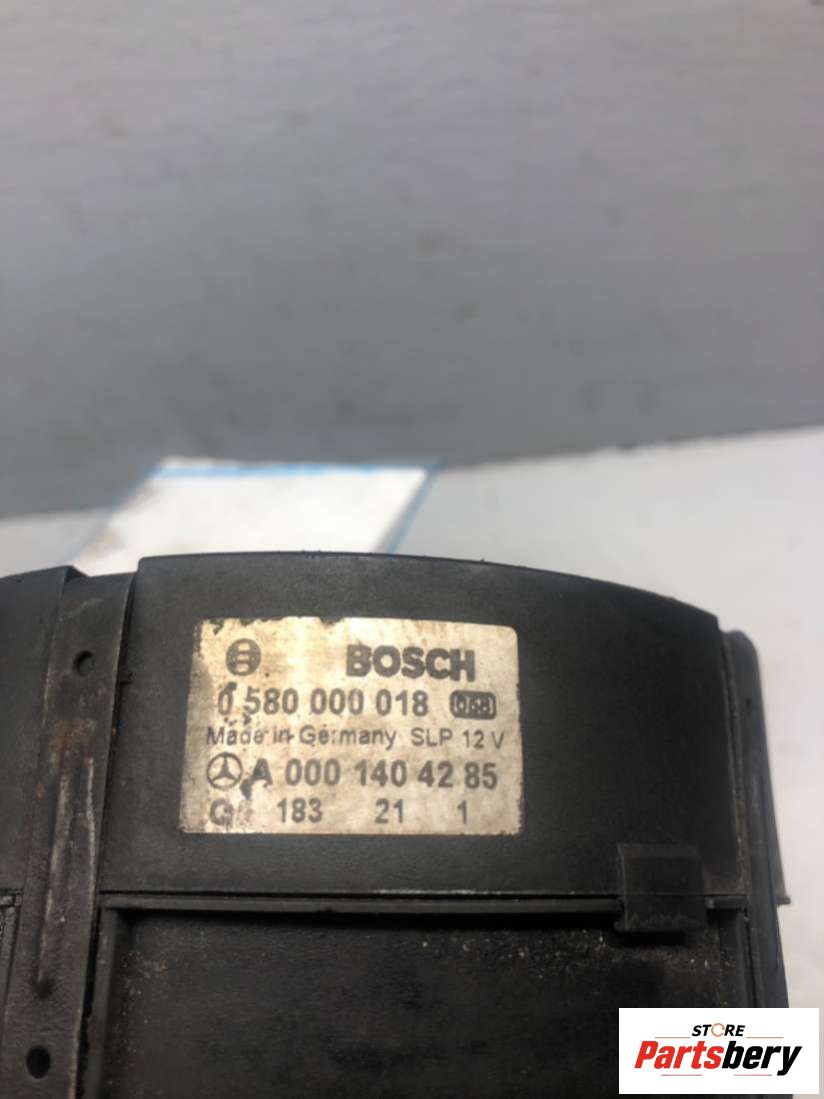 BOSCH
0 580 000 018 068
Made in Germany SLP 12 V
A 000 140 42 85
183 21 1
STORE
Partsbery